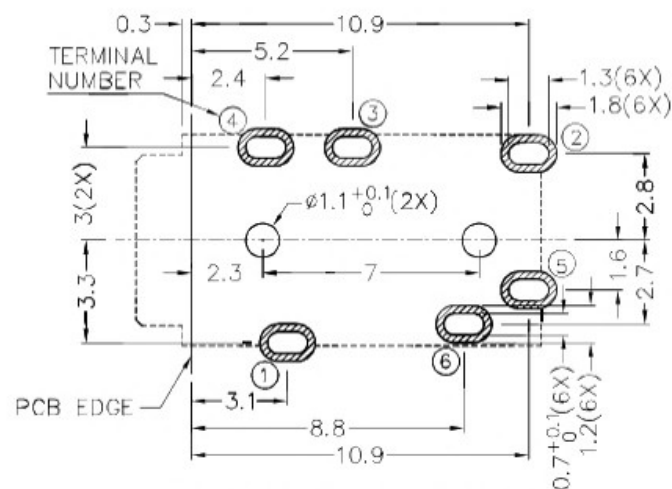 0.3
10.9
5.2
TERMINAL
NUMBER
2.4
1.3(6X)
1.8(6X)
4
3
2
3(2X)
ø1.1+0.1 0(2X)
2.8
2.3
7
5
1.6
2.7
3.3
1
6
PCB EDGE
3.1
8.8
10.9
0.7+0.1 0(6X)
1.2(6X)